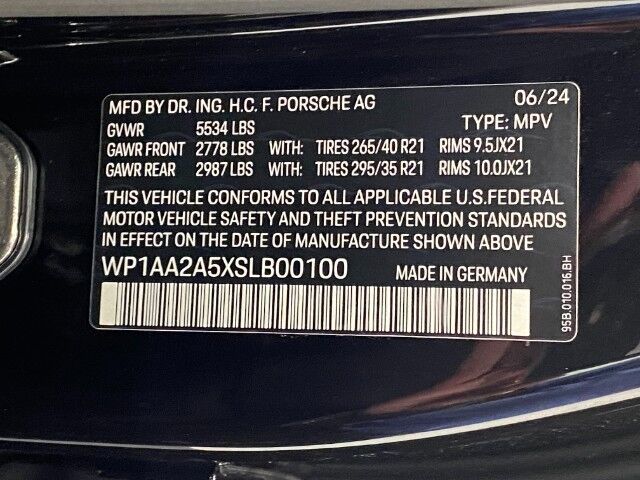 MFD BY DR. ING. H.C. F. PORSCHE AG 06/24
GVWR 5534 LBS TYPE: MPV
GAWR FRONT 2778 LBS WITH: TIRES 265/40 R21 RIMS 9.5JX21
GAWR REAR 2987 LBS WITH: TIRES 295/35 R21 RIMS 10.0JX21
THIS VEHICLE CONFORMS TO ALL APPLICABLE U.S.FEDERAL
MOTOR VEHICLE SAFETY AND THEFT PREVENTION STANDARDS
IN EFFECT ON THE DATE OF MANUFACTURE SHOWN ABOVE
WP1AA2A5XSLB00100 MADE IN GERMANY
95B.010.016.BH